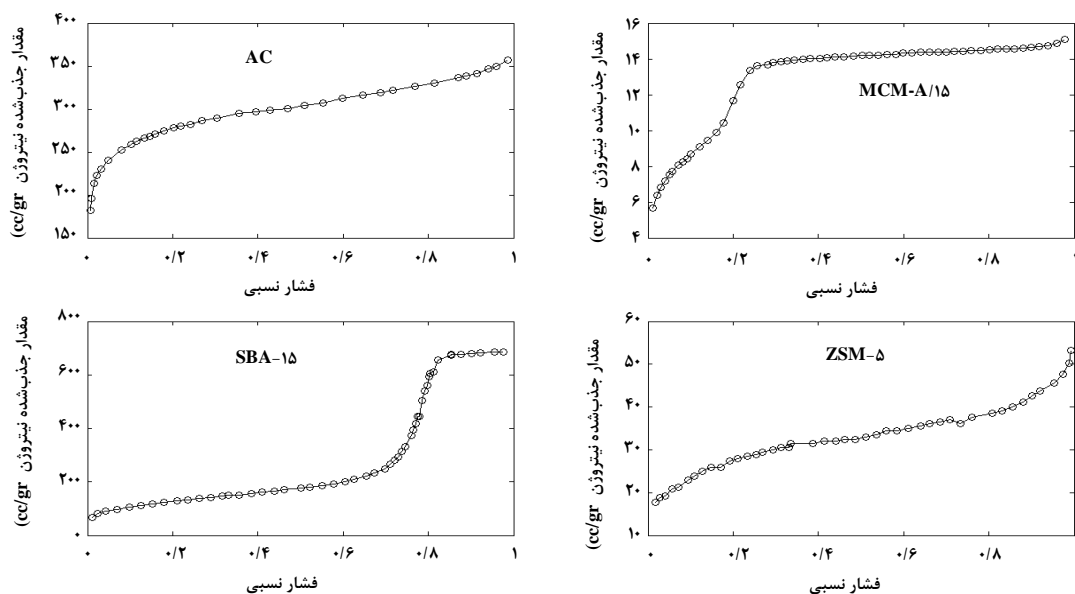 AC
مقدار جذب‌شده نیتروژن (cc/gr
۴۰۰
۳۵۰
۳۰۰
۲۵۰
۲۰۰
۱۵۰
۰ ۰/۲ ۰/۴ ۰/۶ ۰/۸ ۱
فشار نسبی
MCM-A/۱۵
مقدار جذب‌شده نیتروژن (cc/gr
۱۶
۱۴
۱۲
۱۰
۸
۶
۴
۰ ۰/۲ ۰/۴ ۰/۶ ۰/۸ ۱
فشار نسبی
SBA-۱۵
مقدار جذب‌شده نیتروژن (cc/gr
۸۰۰
۶۰۰
۴۰۰
۲۰۰
۰
۰ ۰/۲ ۰/۴ ۰/۶ ۰/۸ ۱
فشار نسبی
ZSM-۵
مقدار جذب‌شده نیتروژن (cc/gr
۶۰
۵۰
۴۰
۳۰
۲۰
۱۰
۰ ۰/۲ ۰/۴ ۰/۶ ۰/۸
فشار نسبی